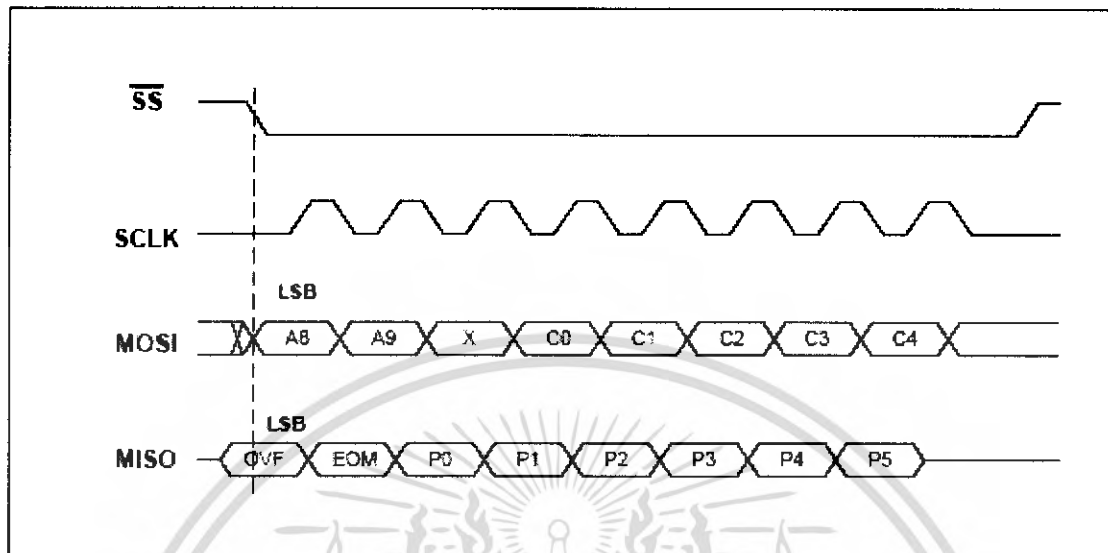 SS
SCLK
LSB
MOSI A8 A9 X C0 C1 C2 C3 C4
LSB
MISO OVF EOM P0 P1 P2 P3 P4 P5